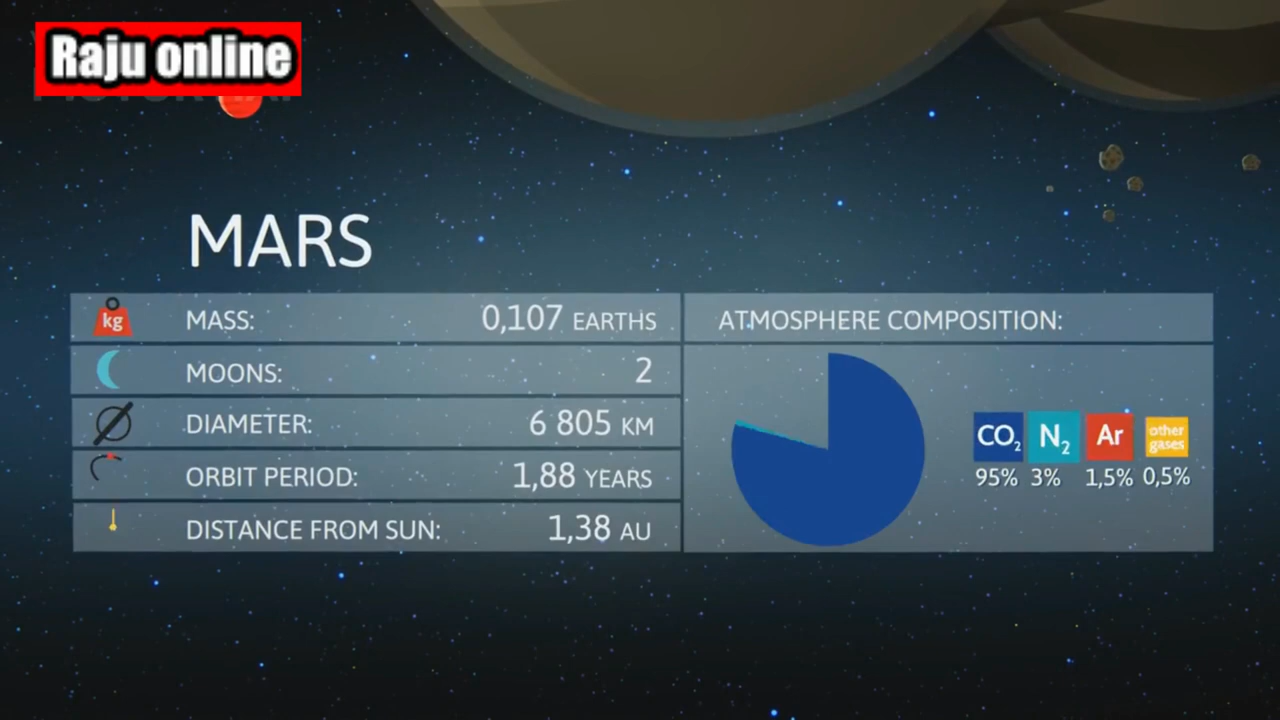 Raju online
MARS
kg MASS: 0,107 EARTHS
MOONS: 2
DIAMETER: 6 805 KM
ORBIT PERIOD: 1,88 YEARS
DISTANCE FROM SUN: 1,38 AU
ATMOSPHERE COMPOSITION:
CO₂ N₂ Ar other gases
95% 3% 1,5% 0,5%